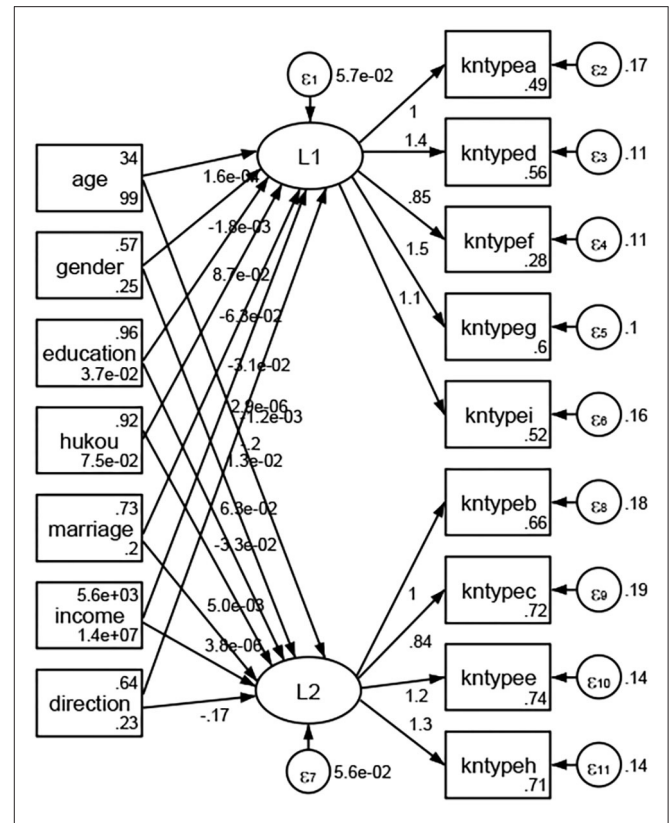 ε1
5.7e-02
L1
34
age
99
.57
gender
.25
.96
education
3.7e-02
.92
hukou
7.5e-02
.73
marriage
.2
5.6e+03
income
1.4e+07
.64
direction
.23
1.6e-04
-1.8e-03
8.7e-02
-6.3e-02
-3.1e-02
2.9e-06
-.2
1.3e-02
6.3e-02
-3.3e-02
5.0e-03
3.8e-06
-.17
L2
ε7
5.6e-02
1
1.4
.85
1.5
1.1
1
.84
1.2
1.3
kntypea
.49
ε2
.17
kntyped
.56
ε3
.11
kntypef
.28
ε4
.11
kntypeg
.6
ε5
.1
kntypei
.52
ε6
.16
kntypeb
.66
ε8
.18
kntypec
.72
ε9
.19
kntypee
.74
ε10
.14
kntypeh
.71
ε11
.14